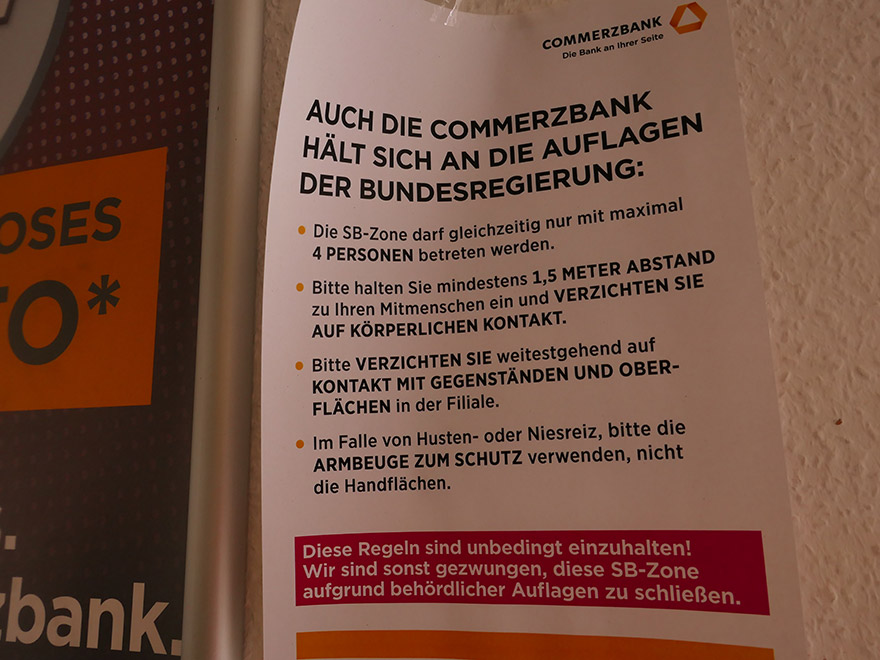 COMMERZBANK
Die Bank an Ihrer Seite
AUCH DIE COMMERZBANK
HÄLT SICH AN DIE AUFLAGEN
DER BUNDESREGIERUNG:
• Die SB-Zone darf gleichzeitig nur mit maximal
4 PERSONEN betreten werden.
• Bitte halten Sie mindestens 1,5 METER ABSTAND
zu Ihren Mitmenschen ein und VERZICHTEN SIE
AUF KÖRPERLICHEN KONTAKT.
• Bitte VERZICHTEN SIE weitestgehend auf
KONTAKT MIT GEGENSTÄNDEN UND OBER-
FLÄCHEN in der Filiale.
• Im Falle von Husten- oder Niesreiz, bitte die
ARMBEUGE ZUM SCHUTZ verwenden, nicht
die Handflächen.
Diese Regeln sind unbedingt einzuhalten!
Wir sind sonst gezwungen, diese SB-Zone
aufgrund behördlicher Auflagen zu schließen.
OSES
TO*
zbank.